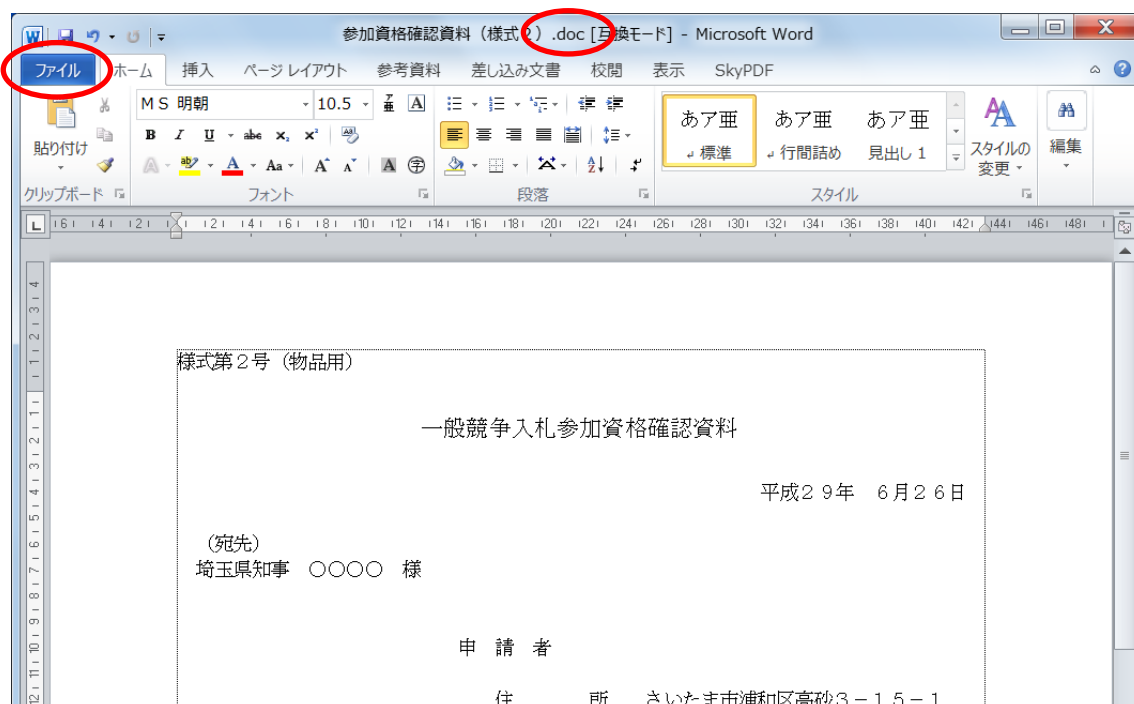 参加資格確認資料（様式２）.doc [互換モード] - Microsoft Word
ファイル ホーム 挿入 ページ レイアウト 参考資料 差し込み文書 校閲 表示 SkyPDF
ＭＳ 明朝 10.5
貼り付け
あア亜 あア亜 あア亜
標準 行間詰め 見出し 1
スタイルの変更
編集
クリップボード フォント 段落 スタイル
様式第２号（物品用）
一般競争入札参加資格確認資料
平成２９年　６月２６日
（宛先）
埼玉県知事　○○○○　様
申　請　者
住　　　所　さいたま市浦和区高砂３－１５－１